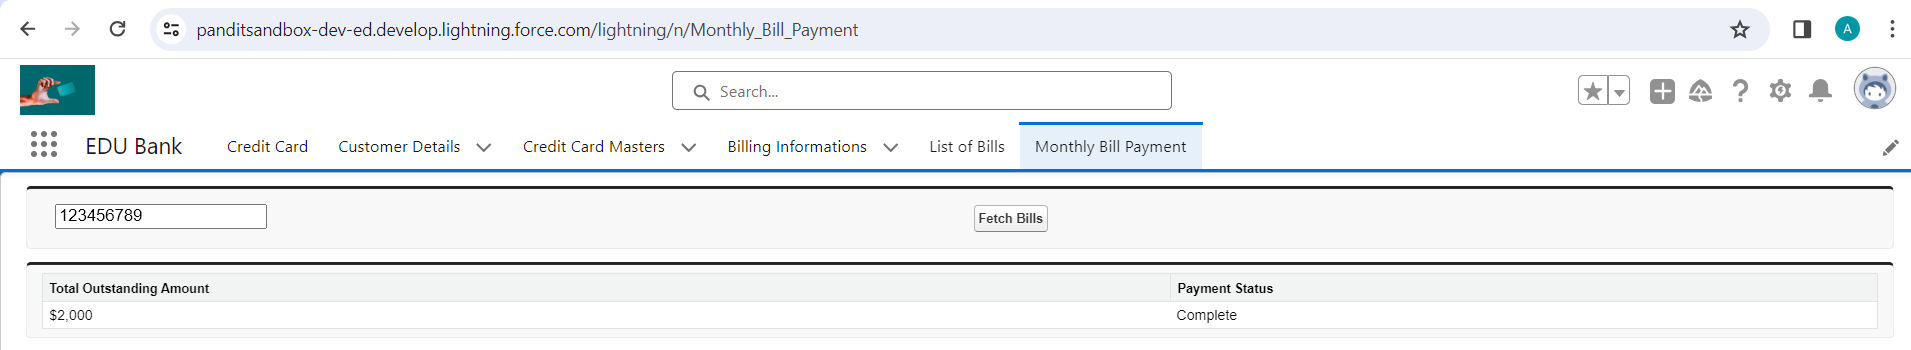 panditsandbox-dev-ed.develop.lightning.force.com/lightning/n/Monthly_Bill_Payment
A
Search...
EDU Bank Credit Card Customer Details Credit Card Masters Billing Informations List of Bills Monthly Bill Payment
123456789 Fetch Bills
Total Outstanding Amount Payment Status
$2,000 Complete